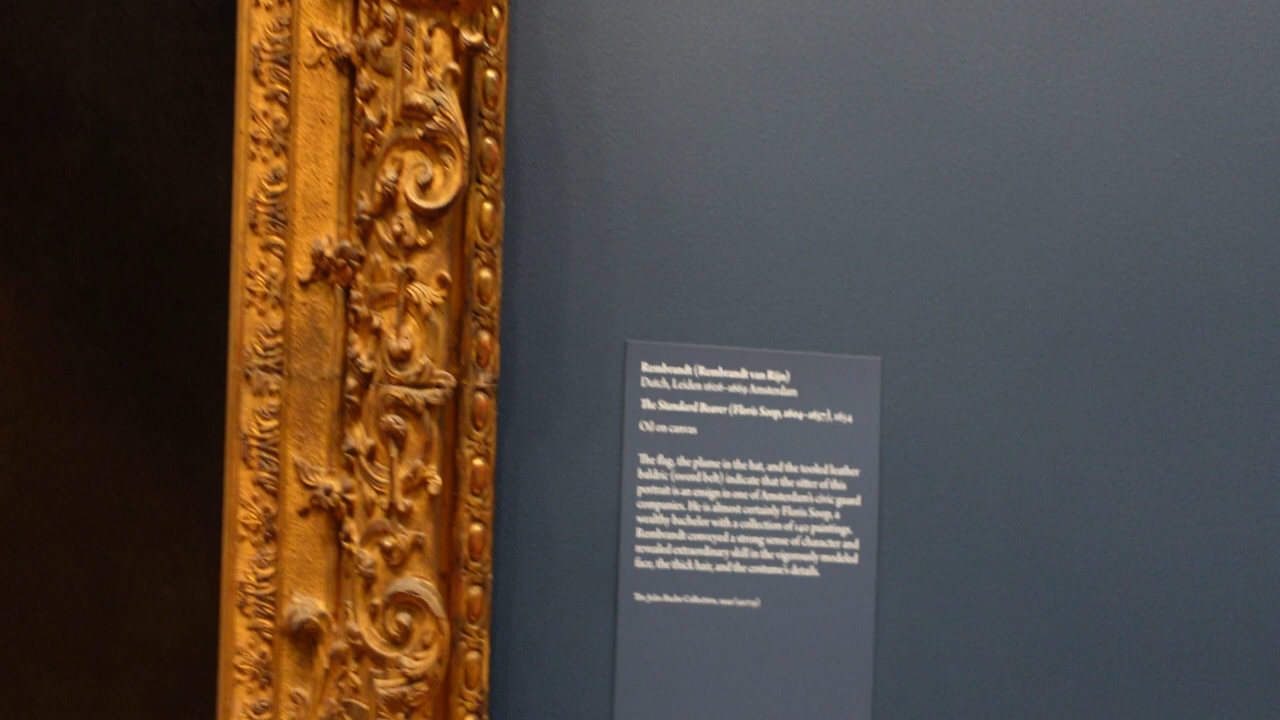 Rembrandt (Rembrandt van Rijn)
Dutch, Leiden 1606–1669 Amsterdam
The Standard Bearer (Floris Soop, 1604–1657), 1654
Oil on canvas
The flag, the plume in the hat, and the tooled leather
baldric (sword belt) indicate that the sitter of this
portrait is an ensign in one of Amsterdam's civic guard
companies. He is almost certainly Floris Soop, a
wealthy bachelor with a collection of 140 paintings.
Rembrandt conveyed a strong sense of character and
revealed extraordinary skill in the vigorously modeled
face, the thick hair, and the costume's details.
The Jules Bache Collection, 1949